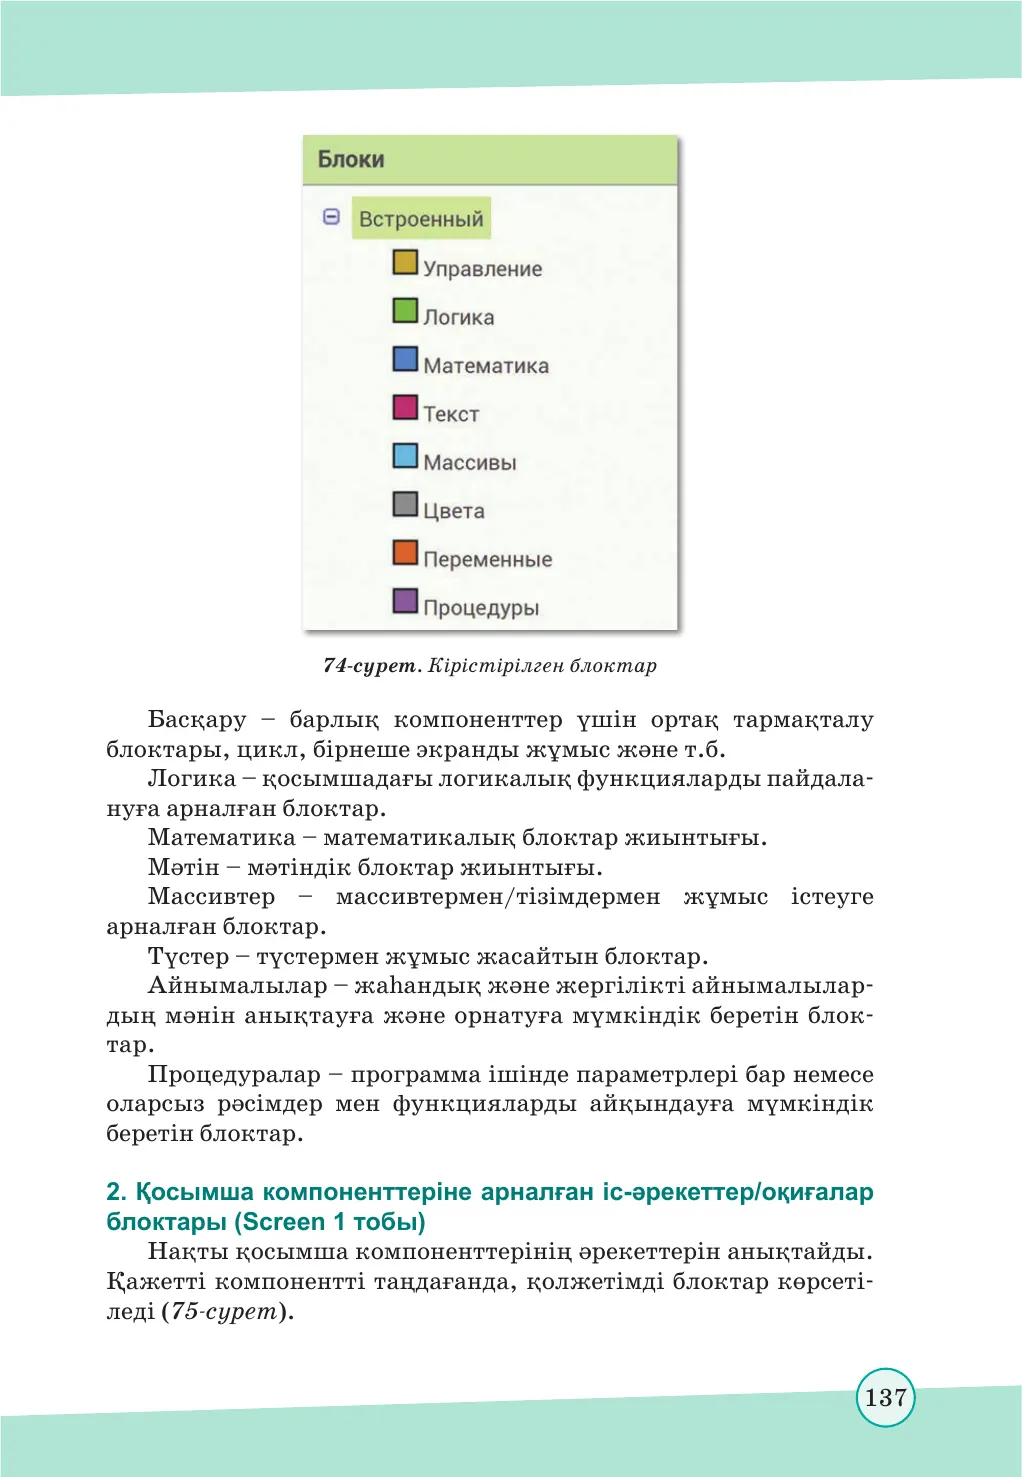 Блоки
Встроенный
Управление
Логика
Математика
Текст
Массивы
Цвета
Переменные
Процедуры
74-сурет. Кірістірілген блоктар
Басқару – барлық компоненттер үшін ортақ тармақталу
блоктары, цикл, бірнеше экранды жұмыс және т.б.
Логика – қосымшадағы логикалық функцияларды пайдала-
нуға арналған блоктар.
Математика – математикалық блоктар жиынтығы.
Мәтін – мәтіндік блоктар жиынтығы.
Массивтер – массивтермен/тізімдермен жұмыс істеуге
арналған блоктар.
Түстер – түстермен жұмыс жасайтын блоктар.
Айнымалылар – жаһандық және жергілікті айнымалылар-
дың мәнін анықтауға және орнатуға мүмкіндік беретін блок-
тар.
Процедуралар – программа ішінде параметрлері бар немесе
оларсыз рәсімдер мен функцияларды айқындауға мүмкіндік
беретін блоктар.
2. Қосымша компоненттеріне арналған іс-әрекеттер/оқиғалар
блоктары (Screen 1 тобы)
Нақты қосымша компоненттерінің әрекеттерін анықтайды.
Қажетті компонентті таңдағанда, қолжетімді блоктар көрсеті-
леді (75-сурет).
137